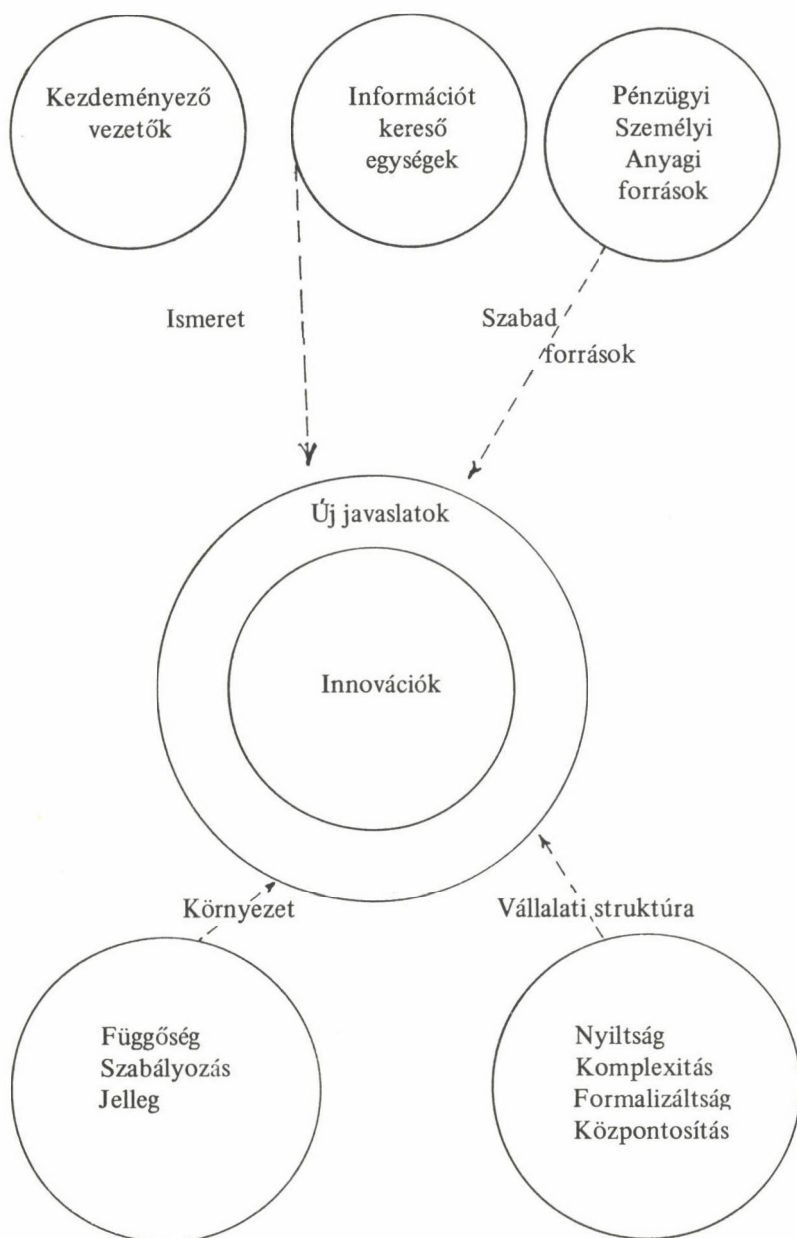 Kezdeményező
vezetők
Információt
kereső
egységek
Pénzügyi
Személyi
Anyagi
források
Ismeret
Szabad
források
Új javaslatok
Innovációk
Környezet
Vállalati struktúra
Függőség
Szabályozás
Jelleg
Nyiltság
Komplexitás
Formalizáltság
Központosítás